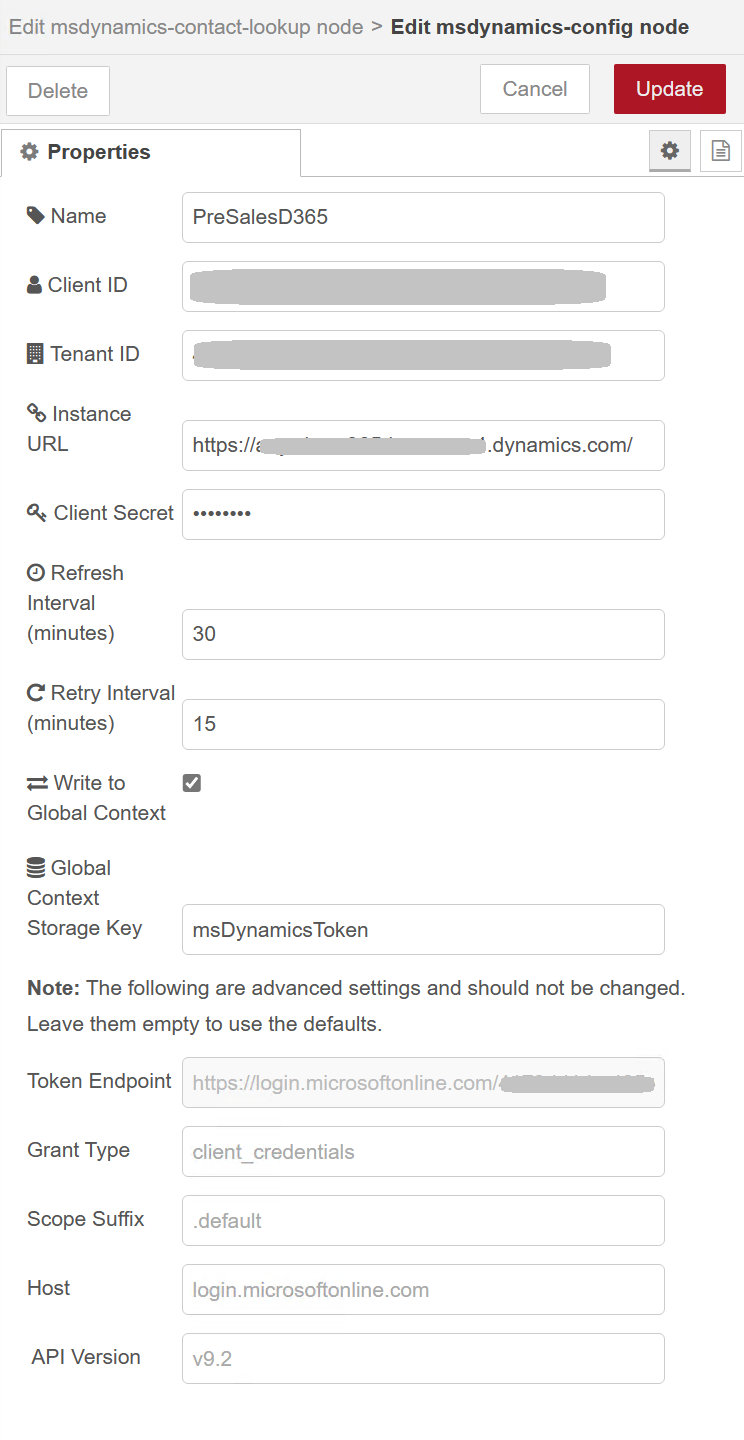 Edit msdynamics-contact-lookup node > Edit msdynamics-config node
Delete
Cancel
Update
Properties
Name
PreSalesD365
Client ID
Tenant ID
Instance
URL
https://
.dynamics.com/
Client Secret
••••••••
Refresh
Interval
(minutes)
30
Retry Interval
(minutes)
15
Write to
Global Context
Global
Context
Storage Key
msDynamicsToken
Note: The following are advanced settings and should not be changed.
Leave them empty to use the defaults.
Token Endpoint
https://login.microsoftonline.com/
Grant Type
client_credentials
Scope Suffix
.default
Host
login.microsoftonline.com
API Version
v9.2